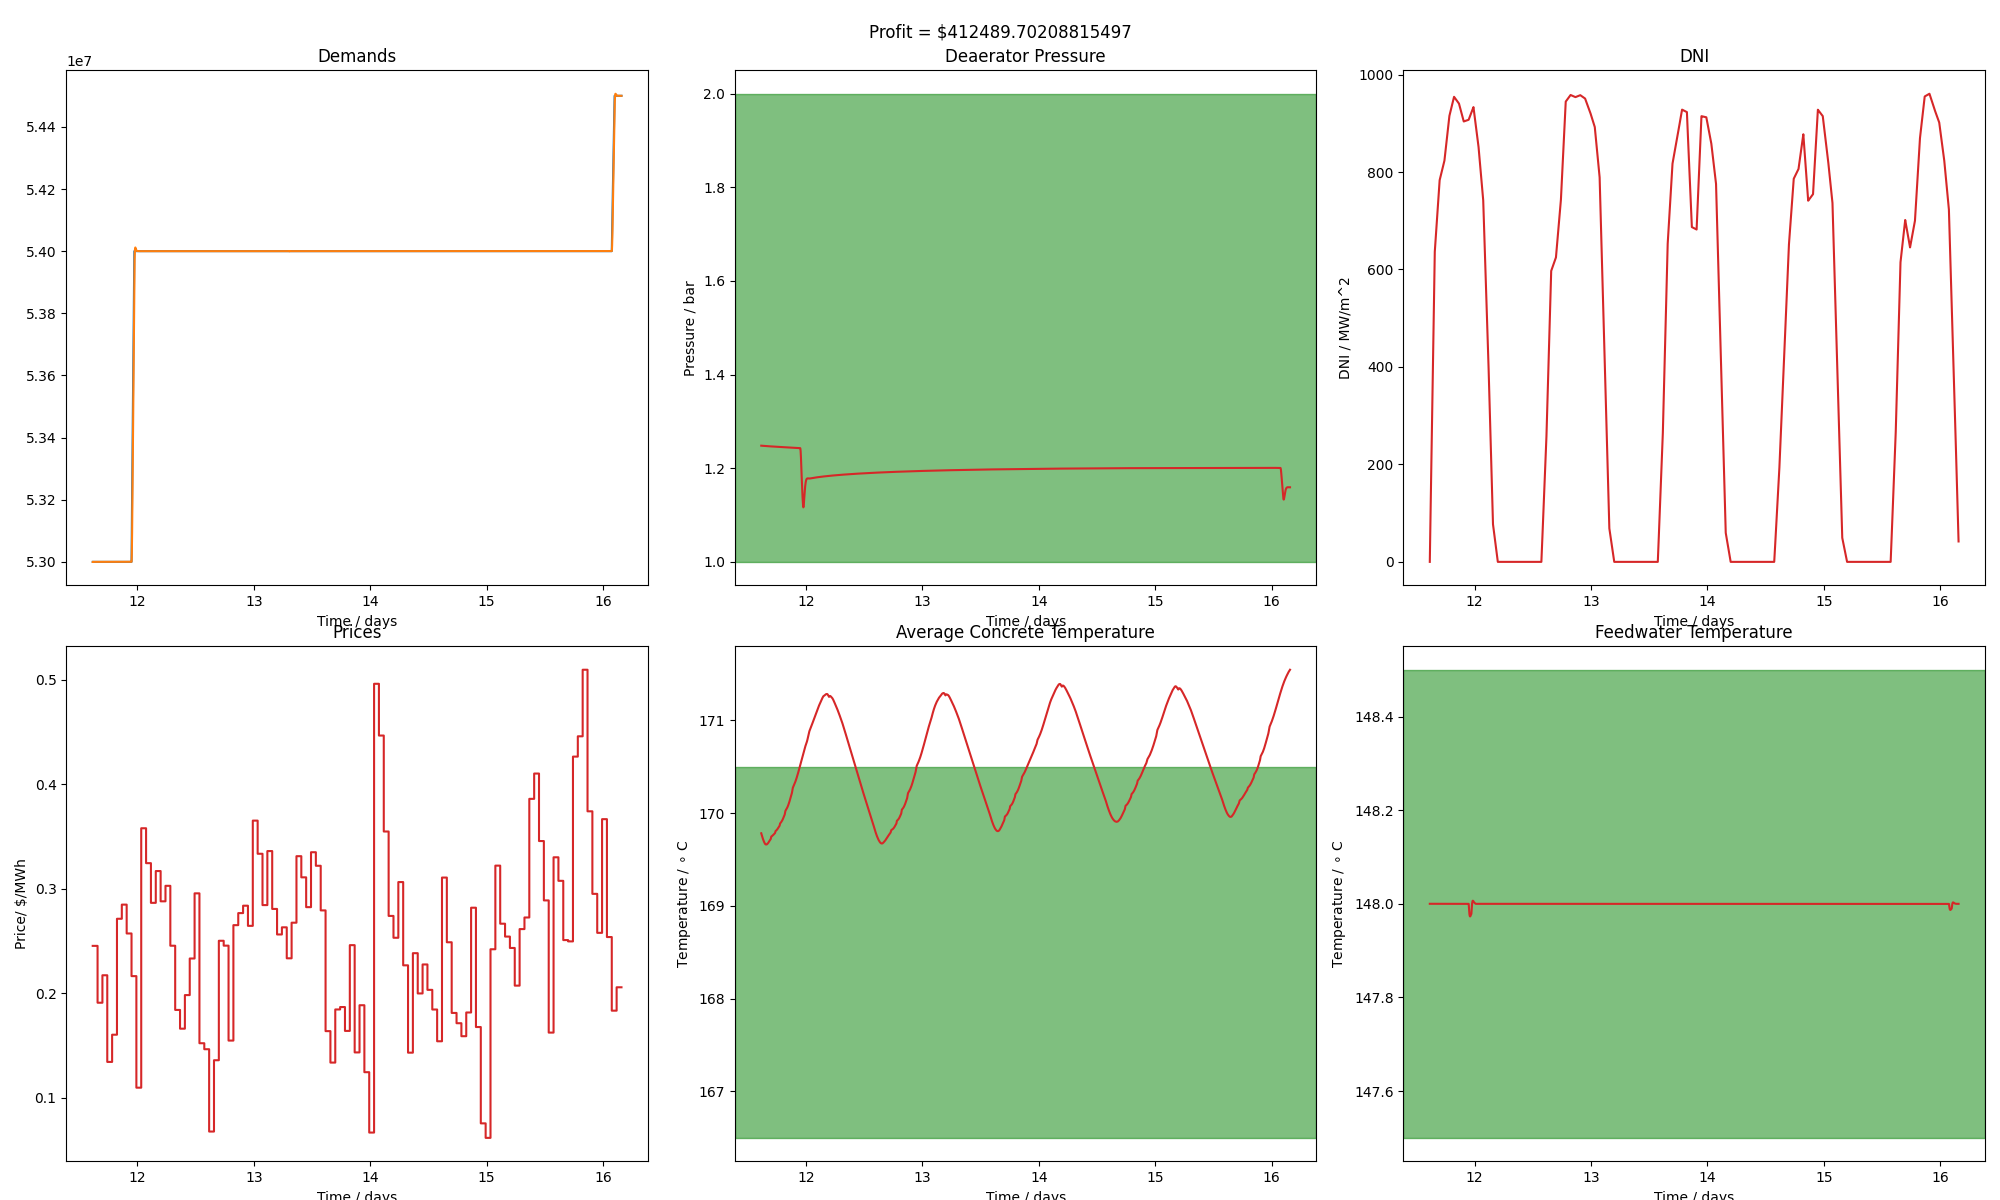 Profit = $412489.70208815497
Demands
1e7
5.44
5.42
5.40
5.38
5.36
5.34
5.32
5.30
12 13 14 15 16
Time / days
Deaerator Pressure
Pressure / bar
2.0
1.8
1.6
1.4
1.2
1.0
12 13 14 15 16
Time / days
DNI
DNI / MW/m^2
1000
800
600
400
200
0
12 13 14 15 16
Time / days
Prices
Price/ $/MWh
0.5
0.4
0.3
0.2
0.1
12 13 14 15 16
Time / days
Average Concrete Temperature
Temperature / ∘ C
171
170
169
168
167
12 13 14 15 16
Time / days
Feedwater Temperature
Temperature / ∘ C
148.4
148.2
148.0
147.8
147.6
12 13 14 15 16
Time / days